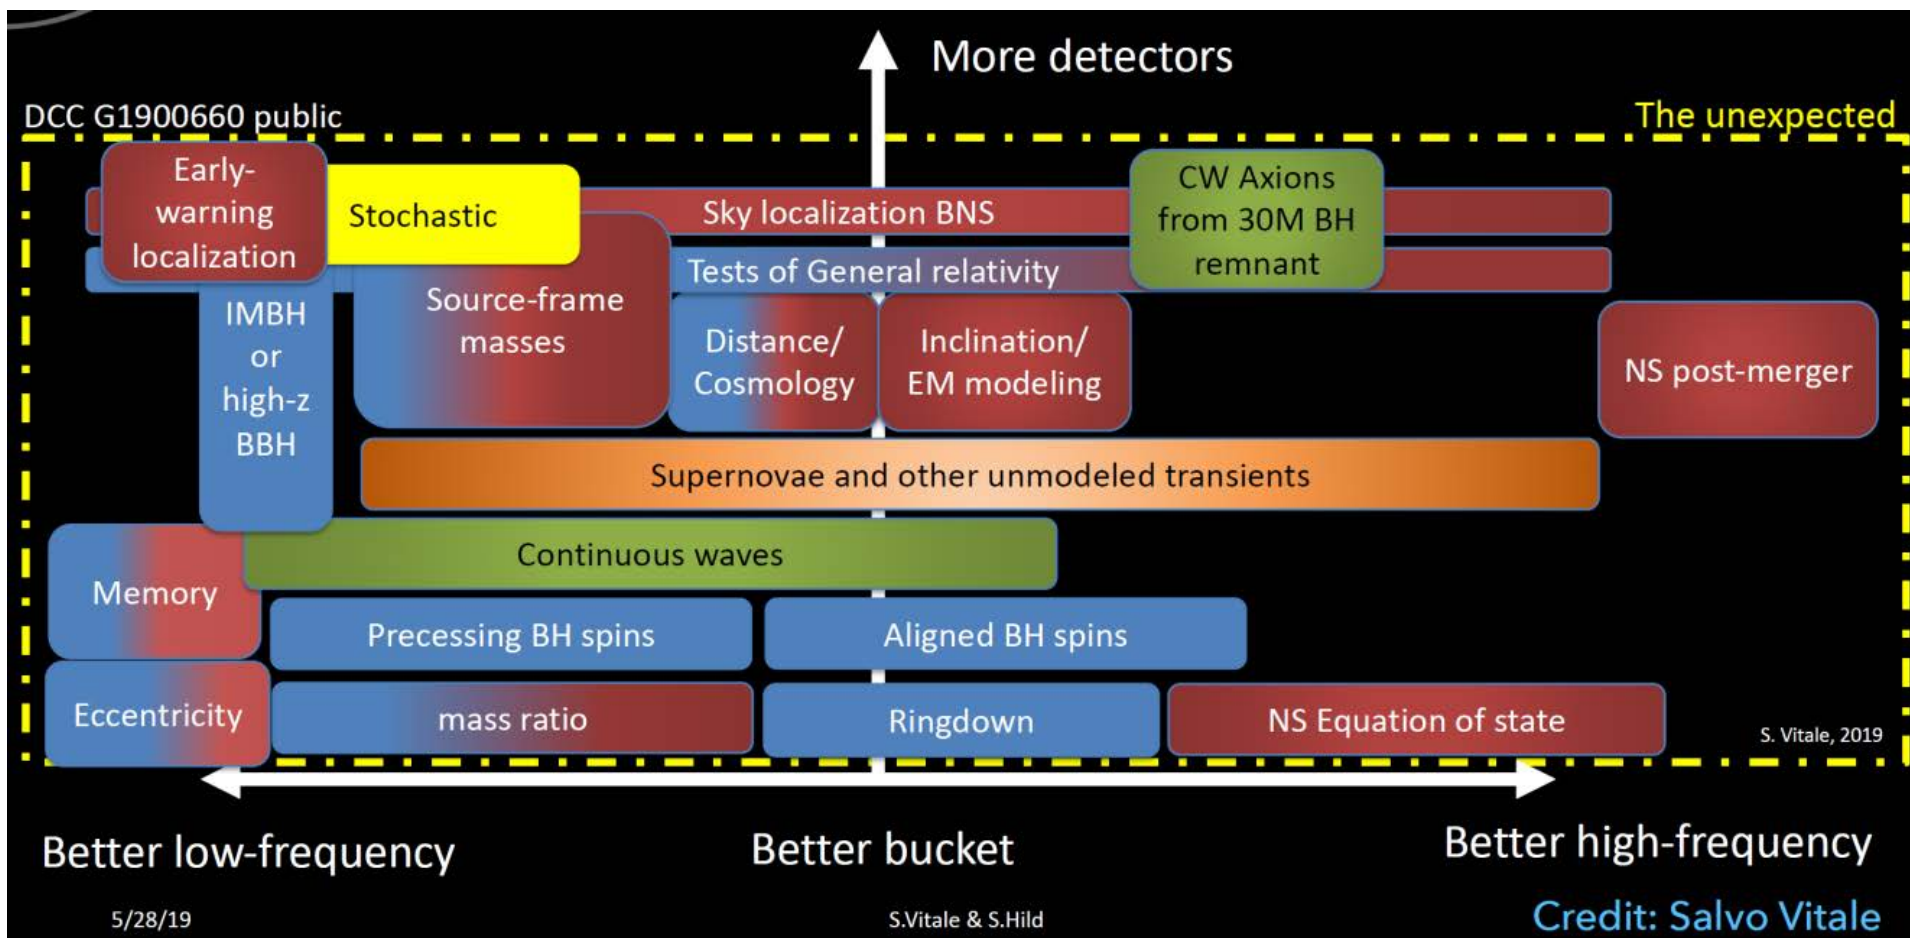 More detectors
DCC G1900660 public
The unexpected
Early-
warning
localization
Stochastic
Sky localization BNS
CW Axions
from 30M BH
remnant
Tests of General relativity
IMBH
or
high-z
BBH
Source-frame
masses
Distance/
Cosmology
Inclination/
EM modeling
NS post-merger
Supernovae and other unmodeled transients
Continuous waves
Memory
Precessing BH spins
Aligned BH spins
Eccentricity
mass ratio
Ringdown
NS Equation of state
S. Vitale, 2019
Better low-frequency
Better bucket
Better high-frequency
5/28/19
S.Vitale & S.Hild
Credit: Salvo Vitale